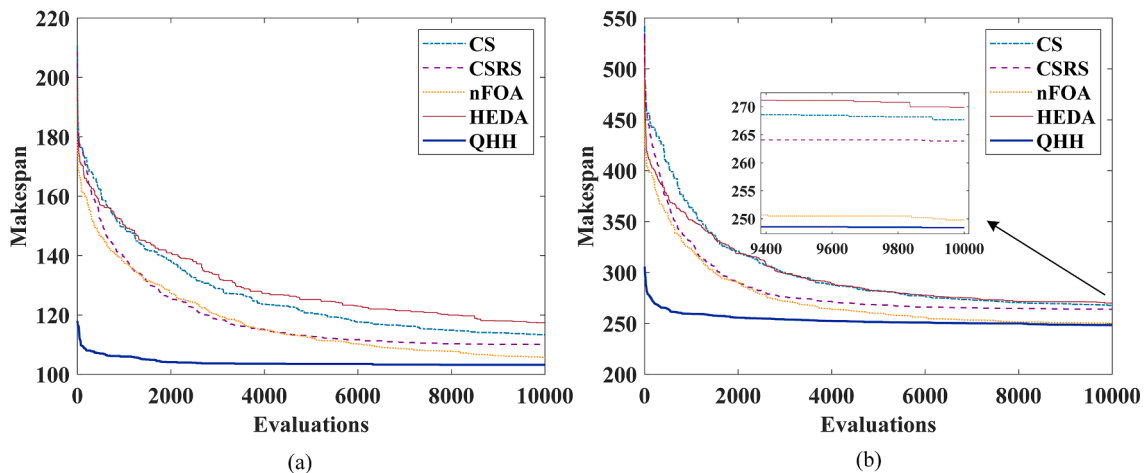 220
200
180
160
140
120
100
Makespan
0
2000
4000
6000
8000
10000
Evaluations
CS
CSRS
nFOA
HEDA
QHH
(a)
550
500
450
400
350
300
250
200
Makespan
0
2000
4000
6000
8000
10000
Evaluations
CS
CSRS
nFOA
HEDA
QHH
270
265
260
255
250
9400
9600
9800
10000
(b)